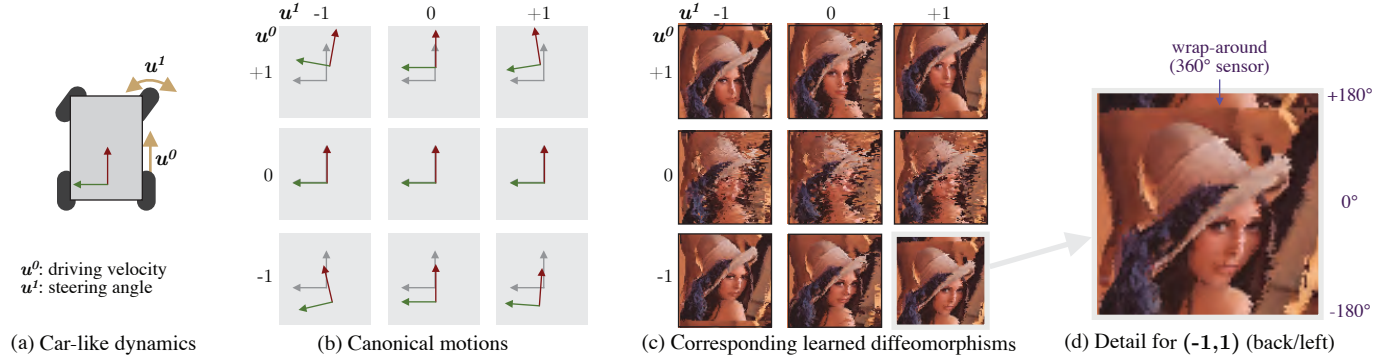 u¹
u⁰
u⁰: driving velocity
u¹: steering angle
(a) Car-like dynamics
u¹ -1 0 +1
u⁰
+1
0
-1
(b) Canonical motions
u¹ -1 0 +1
u⁰
+1
0
-1
(c) Corresponding learned diffeomorphisms
wrap-around
(360° sensor)
+180°
0°
-180°
(d) Detail for (-1,1) (back/left)